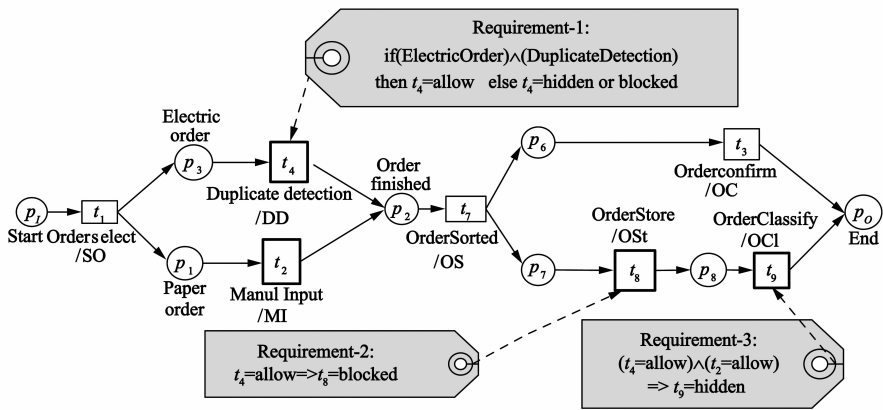 Requirement-1:
if(ElectricOrder)∧(DuplicateDetection)
then t4=allow else t4=hidden or blocked
Electric
order
p3
t4
Duplicate detection
/DD
Order
finished
p2
p6
t3
Orderconfirm
/OC
pI
Start
t1
Orders elect
/SO
t7
OrderSorted
/OS
pO
End
p1
Paper
order
t2
Manul Input
/MI
p7
OrderStore
/OSt
t8
p8
OrderClassify
/OCl
t9
Requirement-2:
t4=allow=>t8=blocked
Requirement-3:
(t4=allow)∧(t2=allow)
=> t9=hidden